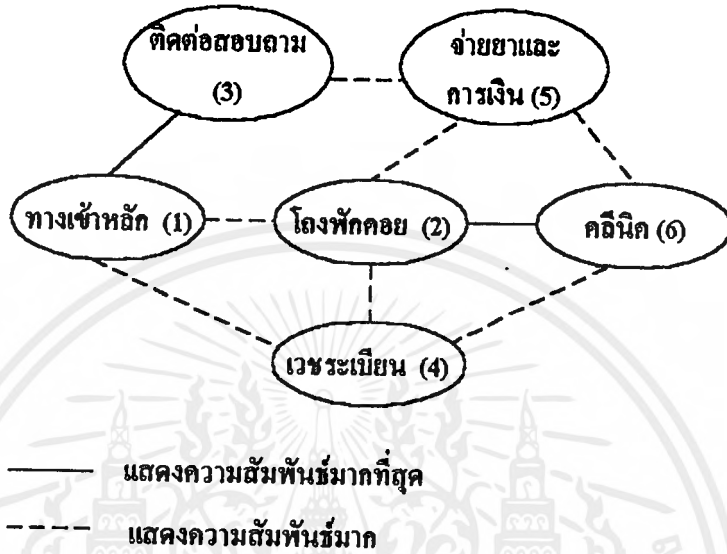 ติดต่อสอบถาม
(3)
จ่ายยาและ
การเงิน (5)
ทางเข้าหลัก (1)
โถงพักคอย (2)
คลีนิค (6)
เวชระเบียน (4)
แสดงความสัมพันธ์มากที่สุด
แสดงความสัมพันธ์มาก